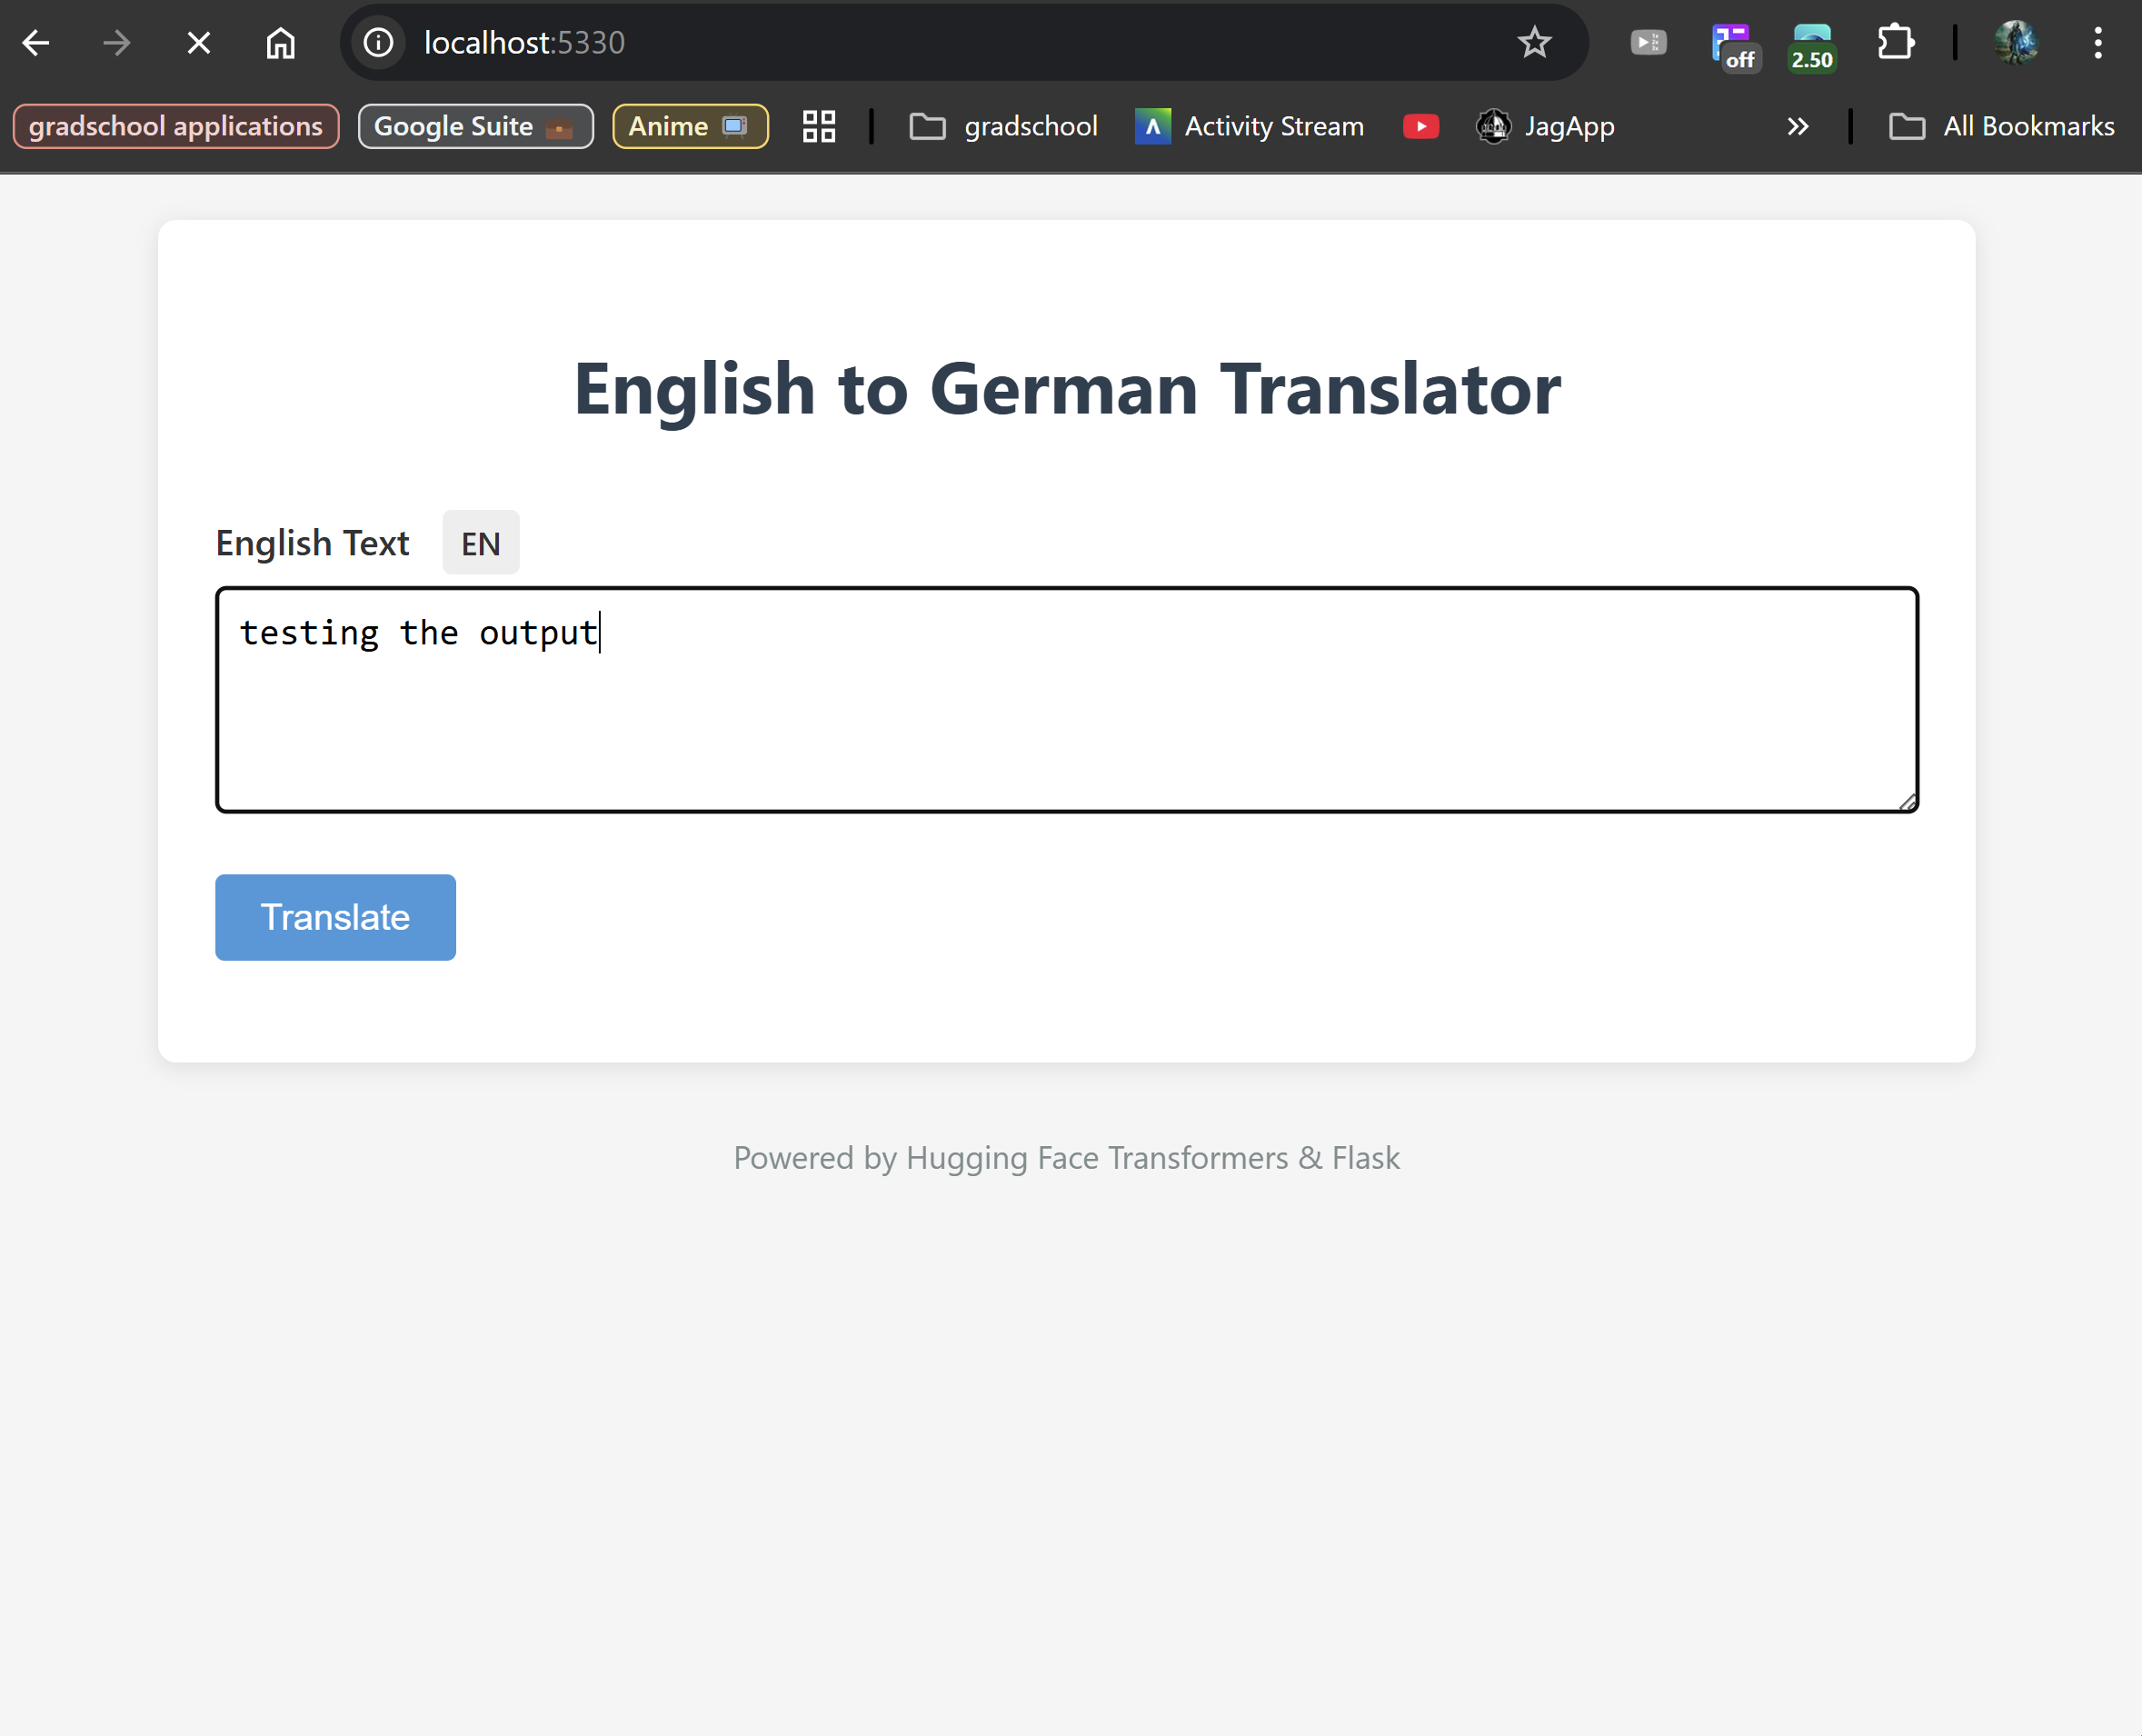 localhost:5330
off
2.50
gradschool applications
Google Suite
Anime
gradschool
Activity Stream
JagApp
All Bookmarks
English to German Translator
English Text EN
testing the output
Translate
Powered by Hugging Face Transformers & Flask